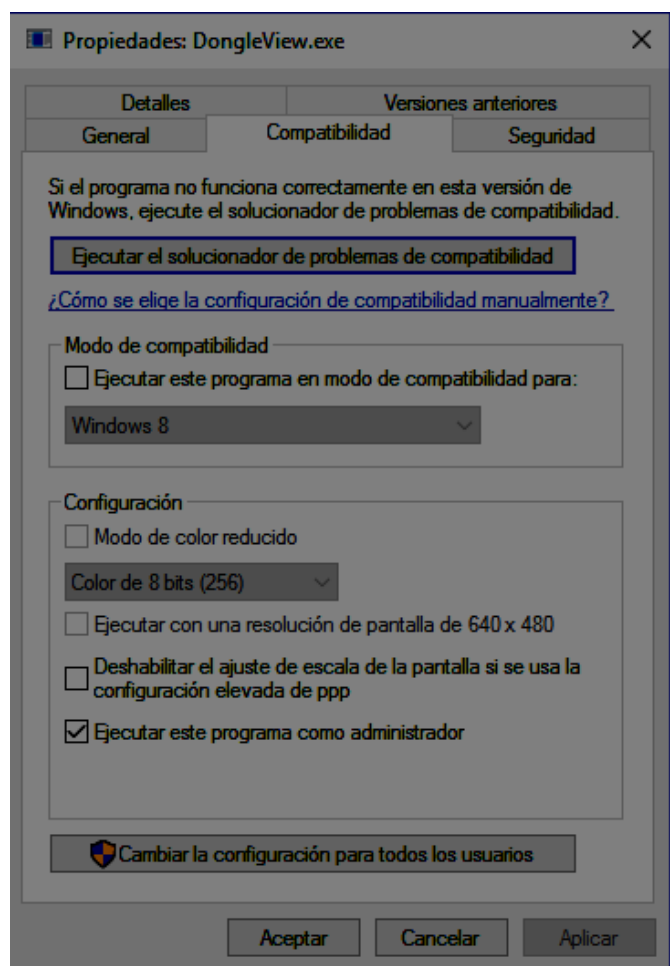 Propiedades: DongleView.exe
Detalles
Versiones anteriores
General
Compatibilidad
Seguridad
Si el programa no funciona correctamente en esta versión de
Windows, ejecute el solucionador de problemas de compatibilidad.
Ejecutar el solucionador de problemas de compatibilidad
¿Cómo se elige la configuración de compatibilidad manualmente?
Modo de compatibilidad
Ejecutar este programa en modo de compatibilidad para:
Windows 8
Configuración
Modo de color reducido
Color de 8 bits (256)
Ejecutar con una resolución de pantalla de 640 x 480
Deshabilitar el ajuste de escala de la pantalla si se usa la
configuración elevada de ppp
Ejecutar este programa como administrador
Cambiar la configuración para todos los usuarios
Aceptar
Cancelar
Aplicar